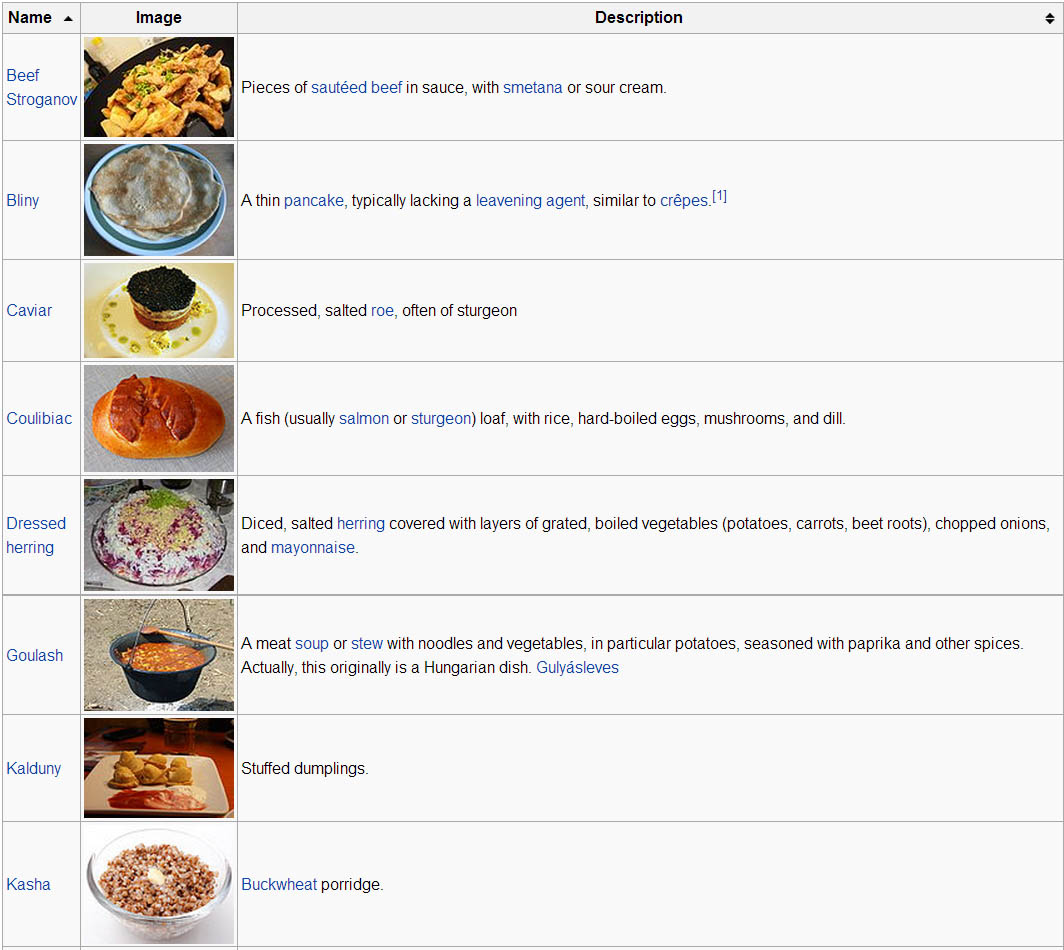 Name Image Description
Beef
Stroganov
Pieces of sautéed beef in sauce, with smetana or sour cream.
Bliny
A thin pancake, typically lacking a leavening agent, similar to crêpes.[1]
Caviar
Processed, salted roe, often of sturgeon
Coulibiac
A fish (usually salmon or sturgeon) loaf, with rice, hard-boiled eggs, mushrooms, and dill.
Dressed
herring
Diced, salted herring covered with layers of grated, boiled vegetables (potatoes, carrots, beet roots), chopped onions,
and mayonnaise.
Goulash
A meat soup or stew with noodles and vegetables, in particular potatoes, seasoned with paprika and other spices.
Actually, this originally is a Hungarian dish. Gulyásleves
Kalduny
Stuffed dumplings.
Kasha
Buckwheat porridge.